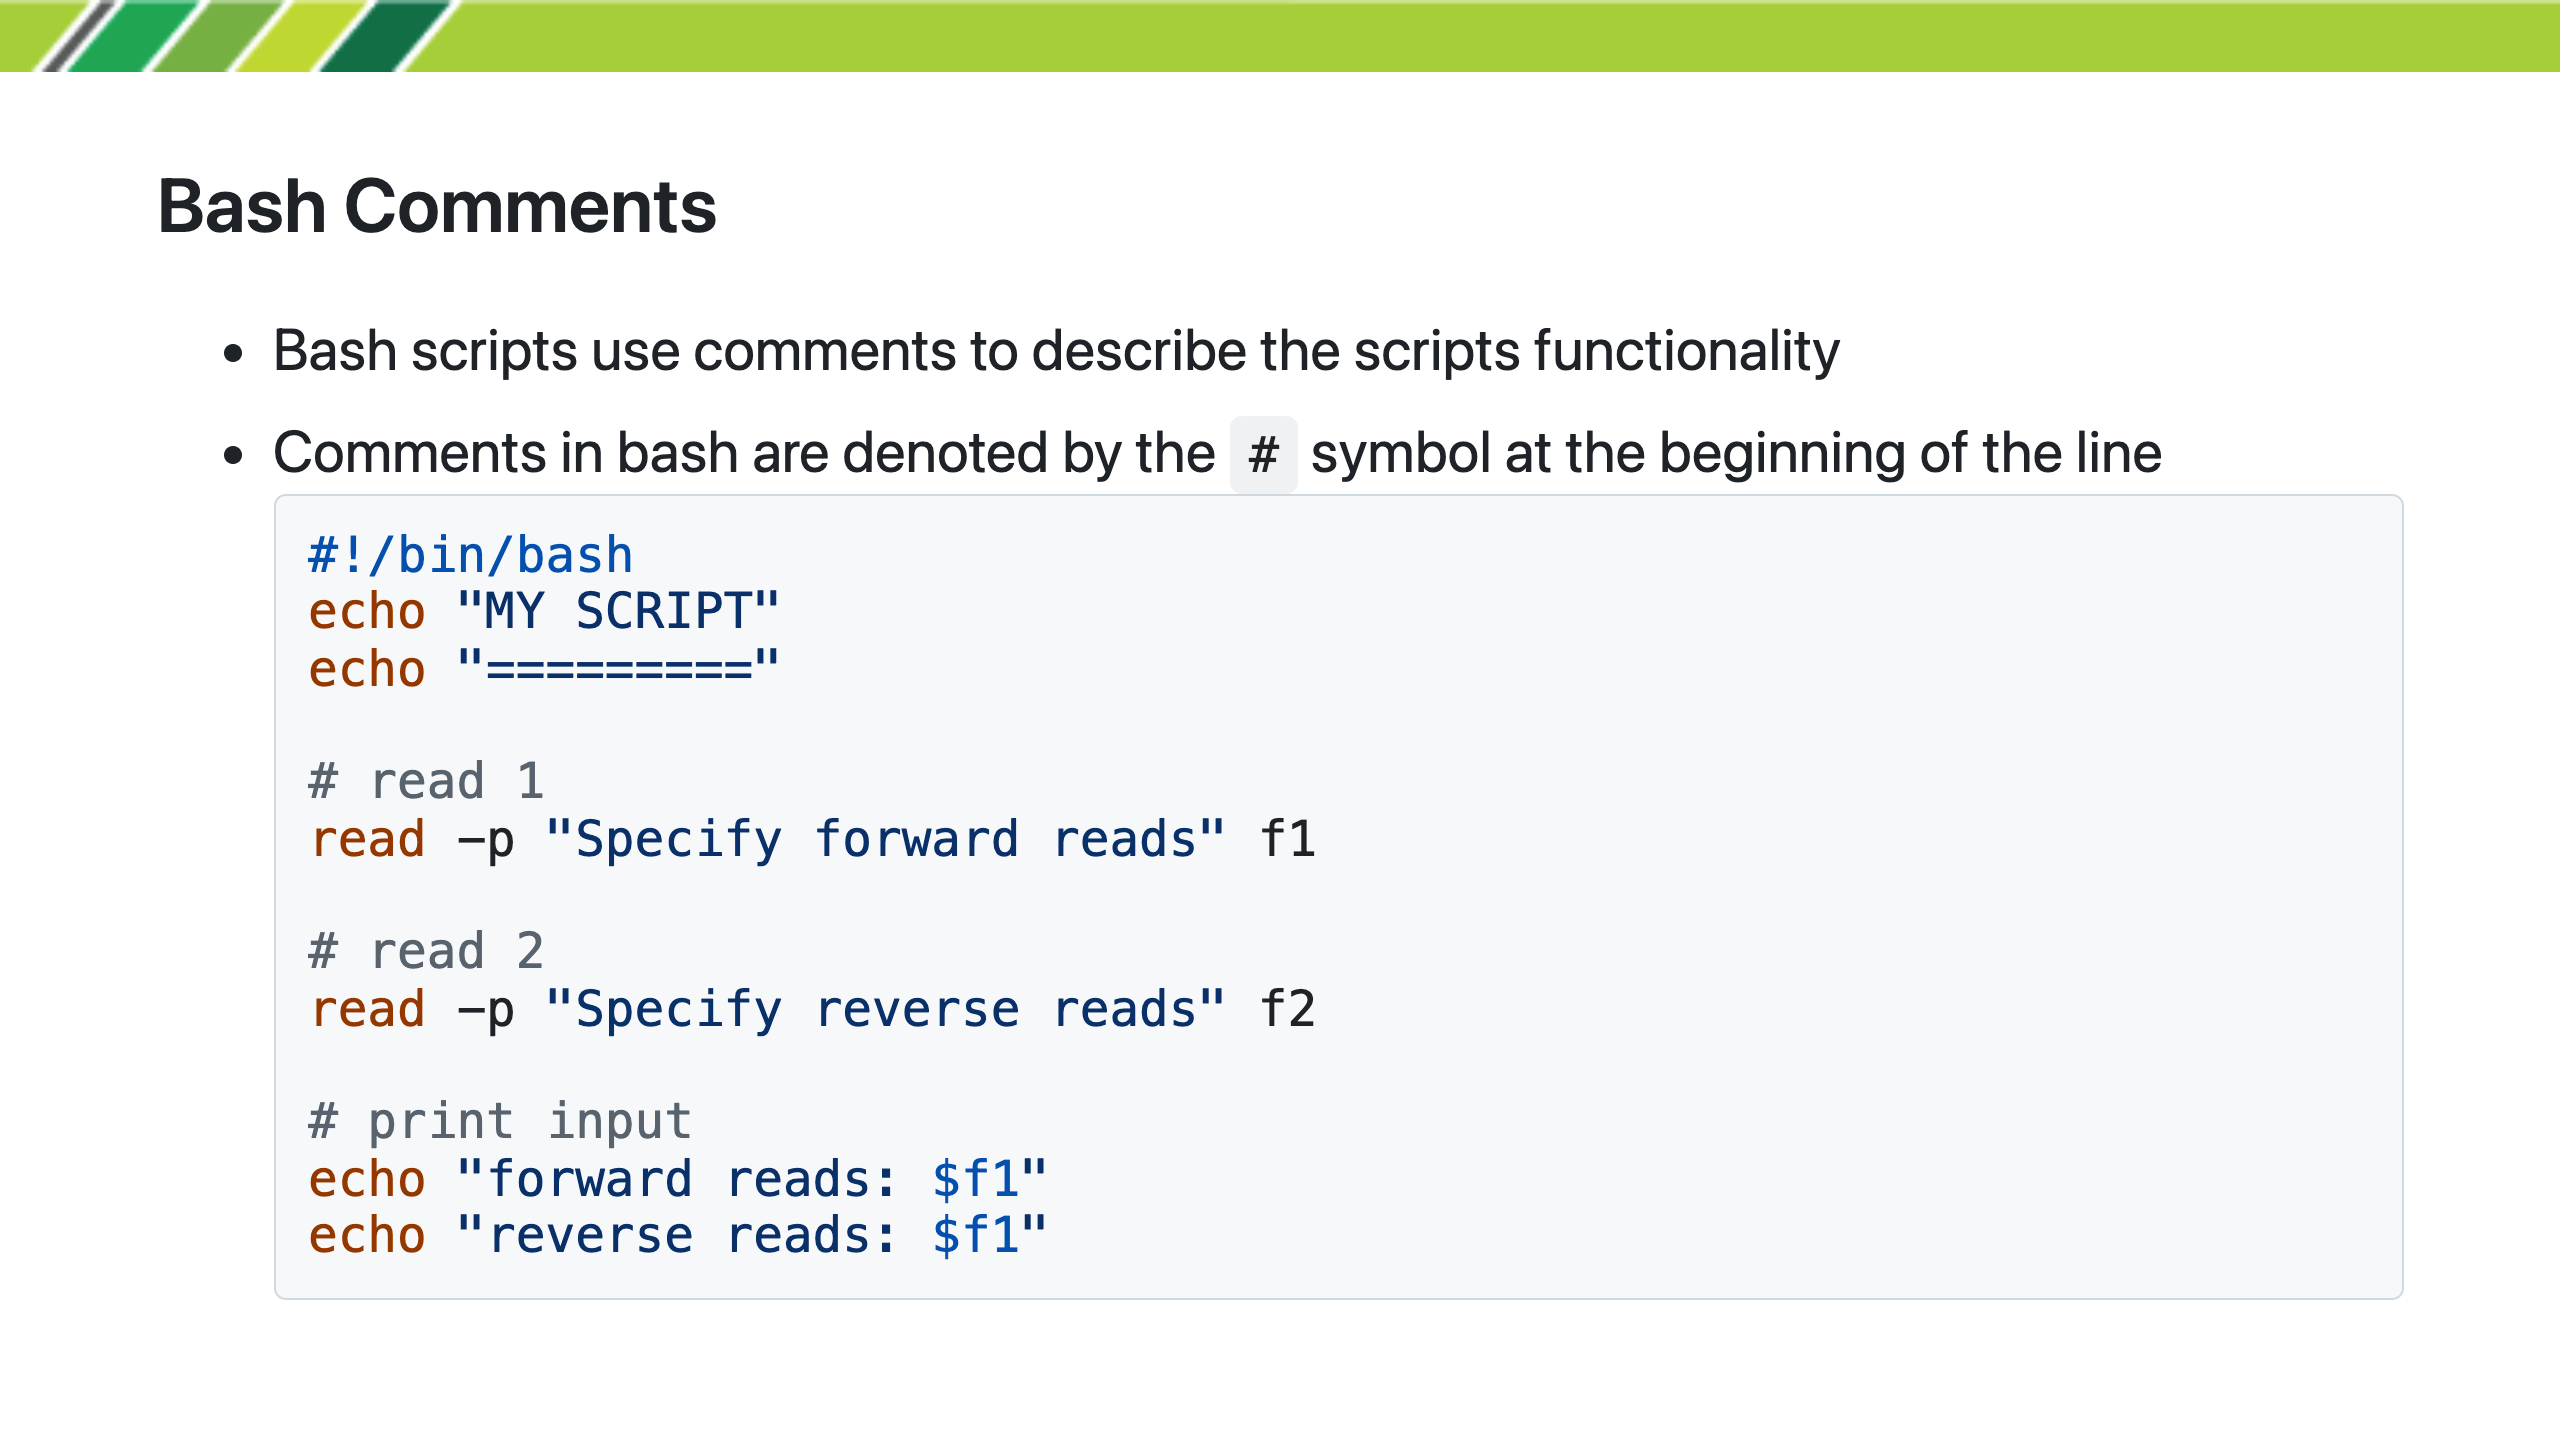 Bash Comments
• Bash scripts use comments to describe the scripts functionality
• Comments in bash are denoted by the # symbol at the beginning of the line
#!/bin/bash
echo "MY SCRIPT"
echo "========="
# read 1
read -p "Specify forward reads" f1
# read 2
read -p "Specify reverse reads" f2
# print input
echo "forward reads: $f1"
echo "reverse reads: $f1"